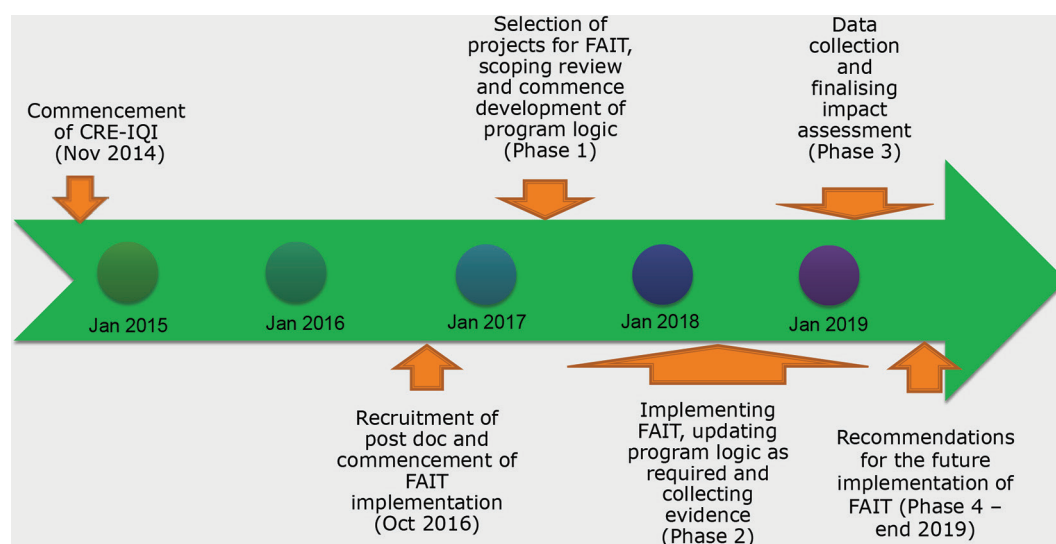 Commencement
of CRE-IQI
(Nov 2014)
Selection of
projects for FAIT,
scoping review
and commence
development of
program logic
(Phase 1)
Data
collection
and
finalising
impact
assessment
(Phase 3)
Jan 2015
Jan 2016
Jan 2017
Jan 2018
Jan 2019
Recruitment of
post doc and
commencement of
FAIT
implementation
(Oct 2016)
Implementing
FAIT, updating
program logic as
required and
collecting
evidence
(Phase 2)
Recommendations
for the future
implementation of
FAIT (Phase 4 –
end 2019)